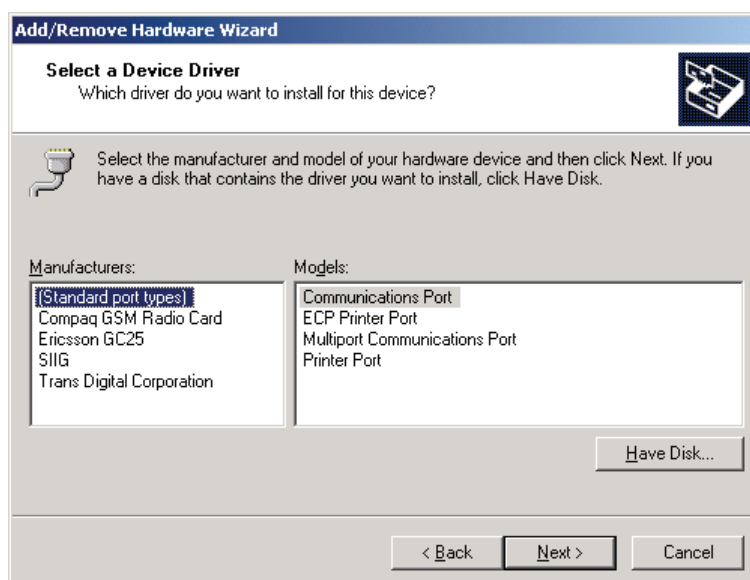 Add/Remove Hardware Wizard
Select a Device Driver
Which driver do you want to install for this device?
Select the manufacturer and model of your hardware device and then click Next. If you
have a disk that contains the driver you want to install, click Have Disk.
Manufacturers:
Models:
(Standard port types)
Compaq GSM Radio Card
Ericsson GC25
SIIG
Trans Digital Corporation
Communications Port
ECP Printer Port
Multiport Communications Port
Printer Port
Have Disk...
< Back
Next >
Cancel